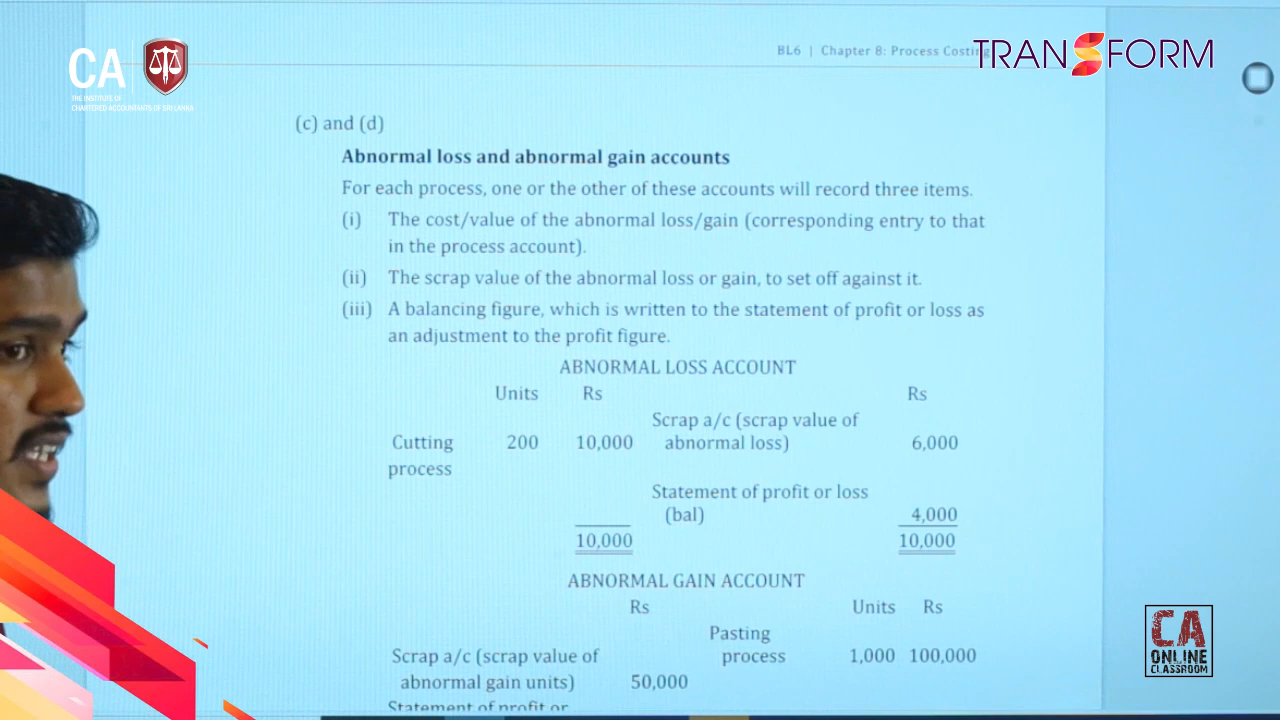 CA
THE INSTITUTE OF
CHARTERED ACCOUNTANTS OF SRI LANKA
BL6 | Chapter 8: Process Costing
TRANSFORM
(c) and (d)
Abnormal loss and abnormal gain accounts
For each process, one or the other of these accounts will record three items.
(i) The cost/value of the abnormal loss/gain (corresponding entry to that
in the process account).
(ii) The scrap value of the abnormal loss or gain, to set off against it.
(iii) A balancing figure, which is written to the statement of profit or loss as
an adjustment to the profit figure.
ABNORMAL LOSS ACCOUNT
Units Rs Rs
Scrap a/c (scrap value of
Cutting 200 10,000 abnormal loss) 6,000
process
Statement of profit or loss
(bal) 4,000
10,000 10,000
ABNORMAL GAIN ACCOUNT
Rs Units Rs
Pasting
Scrap a/c (scrap value of process 1,000 100,000
abnormal gain units) 50,000
Statement of profit or
CA
ONLINE
CLASSROOM